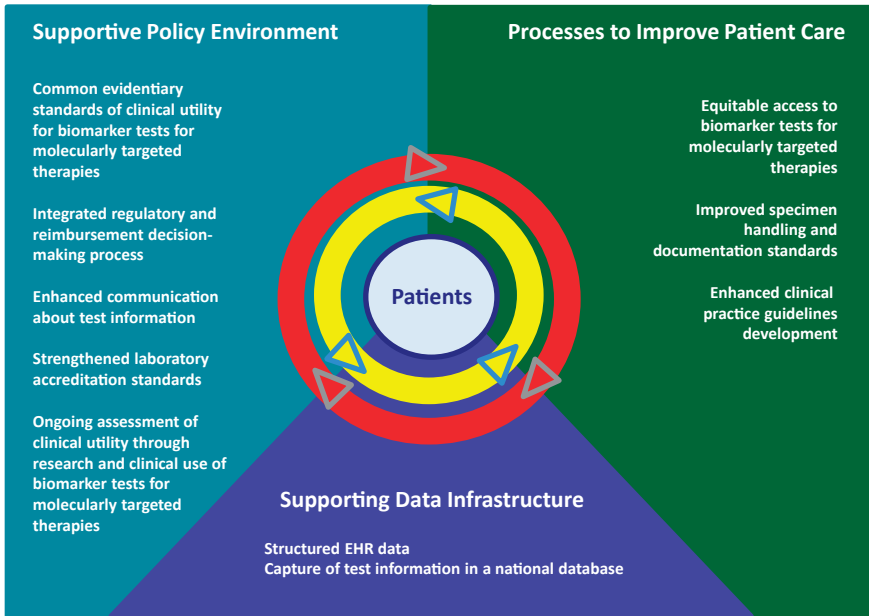 Supportive Policy Environment
Common evidentiary
standards of clinical utility
for biomarker tests for
molecularly targeted
therapies
Integrated regulatory and
reimbursement decision-
making process
Enhanced communication
about test information
Strengthened laboratory
accreditation standards
Ongoing assessment of
clinical utility through
research and clinical use of
biomarker tests for
molecularly targeted
therapies
Processes to Improve Patient Care
Equitable access to
biomarker tests for
molecularly targeted
therapies
Improved specimen
handling and
documentation standards
Enhanced clinical
practice guidelines
development
Patients
Supporting Data Infrastructure
Structured EHR data
Capture of test information in a national database